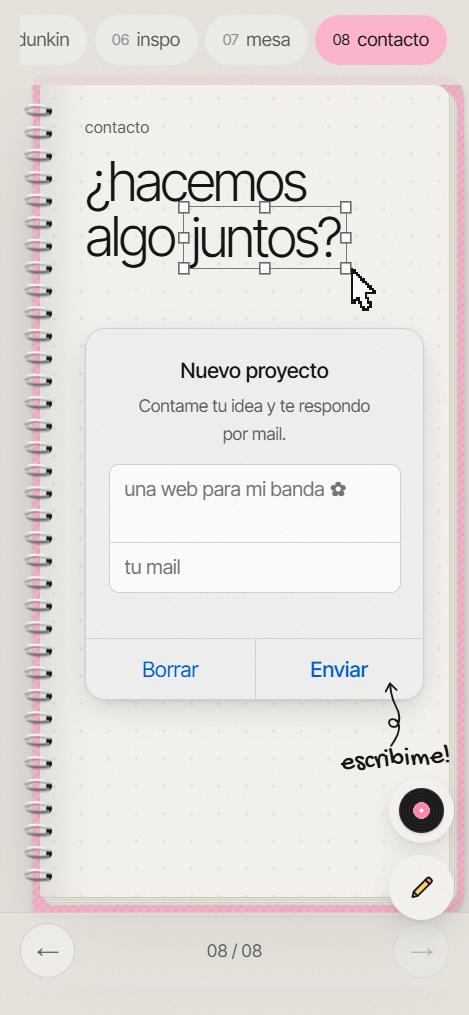 dunkin
06 inspo
07 mesa
08 contacto
contacto
¿hacemos
algo juntos?
Nuevo proyecto
Contame tu idea y te respondo
por mail.
una web para mi banda ✿
tu mail
Borrar
Enviar
escribime!
←
08 / 08
→